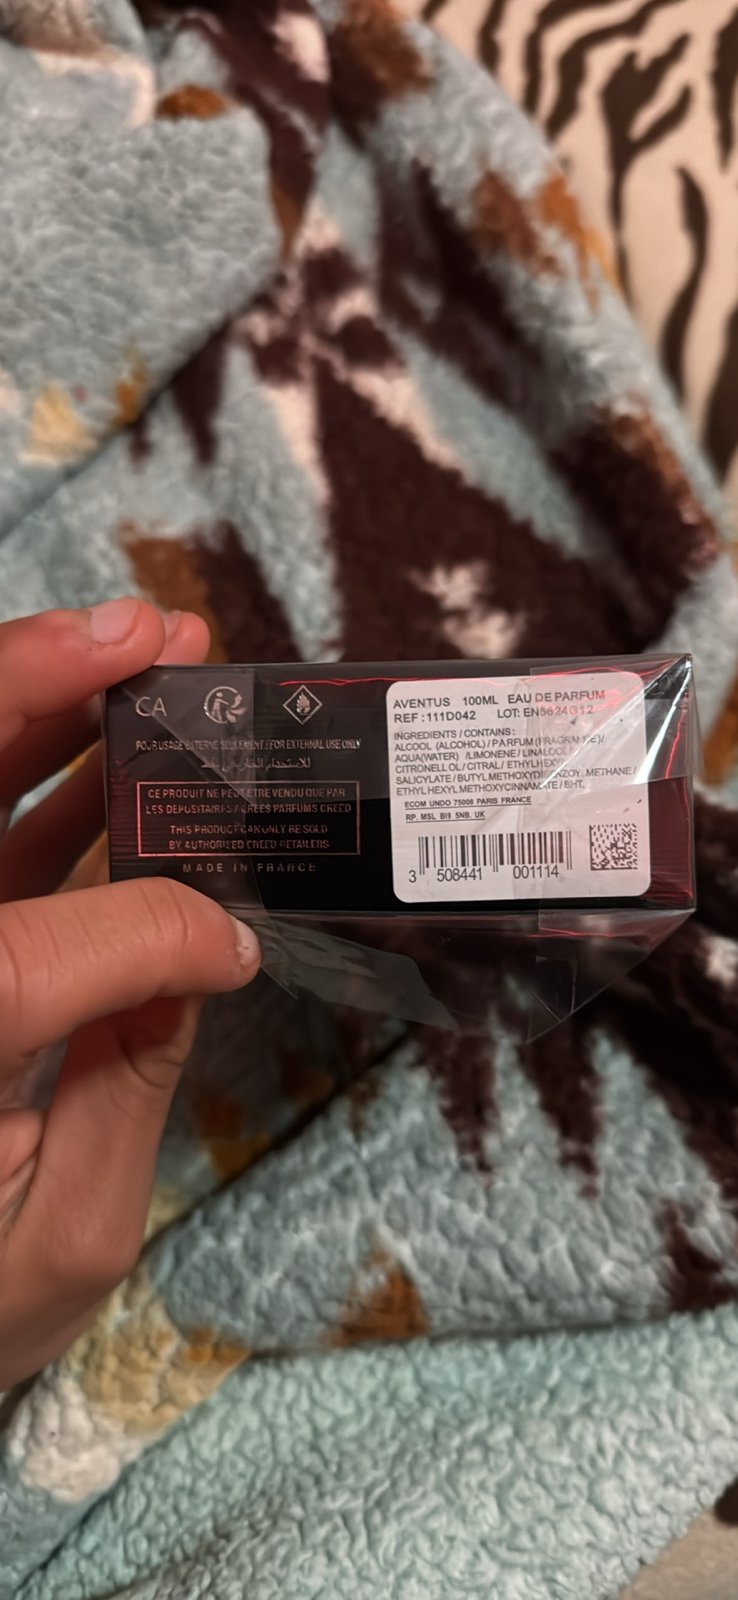 CA
POUR USAGE EXTERNE SEULEMENT / FOR EXTERNAL USE ONLY
للاستخدام الخارجي فقط
CE PRODUIT NE PEUT ETRE VENDU QUE PAR
LES DEPOSITAIRES AGREES PARFUMS CREED
THIS PRODUCT CAN ONLY BE SOLD
BY AUTHORISED CREED RETAILERS
MADE IN FRANCE
AVENTUS 100ML EAU DE PARFUM
REF:111D042 LOT: EN5624G12
INGREDIENTS / CONTAINS:
ALCOOL (ALCOHOL) / PARFUM (FRAGRANCE)/
AQUA(WATER) /LIMONENE / LINALOOL
CITRONELLOL / CITRAL / ETHYLHEXYL
SALICYLATE / BUTYL METHOXYDIBENZOYLMETHANE /
ETHYLHEXYL METHOXYCINNAMATE / BHT.
ECOM UNDO 75008 PARIS FRANCE
RP. MSL BI9 5NB. UK
3 508441 001114